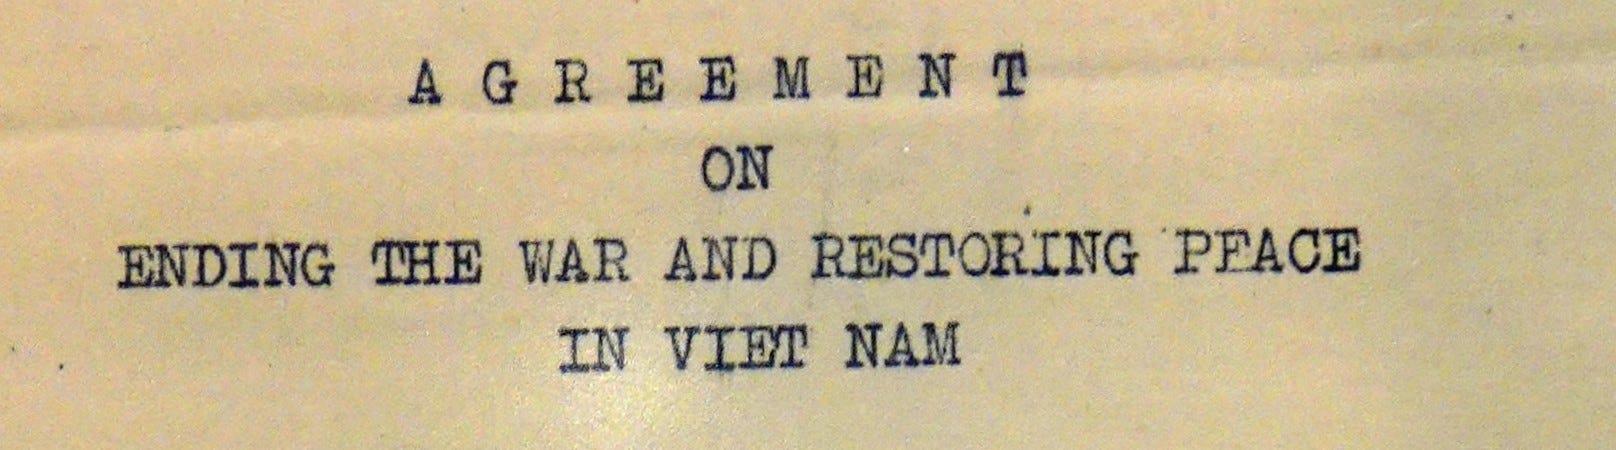 A G R E E M E N T
ON
ENDING THE WAR AND RESTORING PEACE
IN VIET NAM